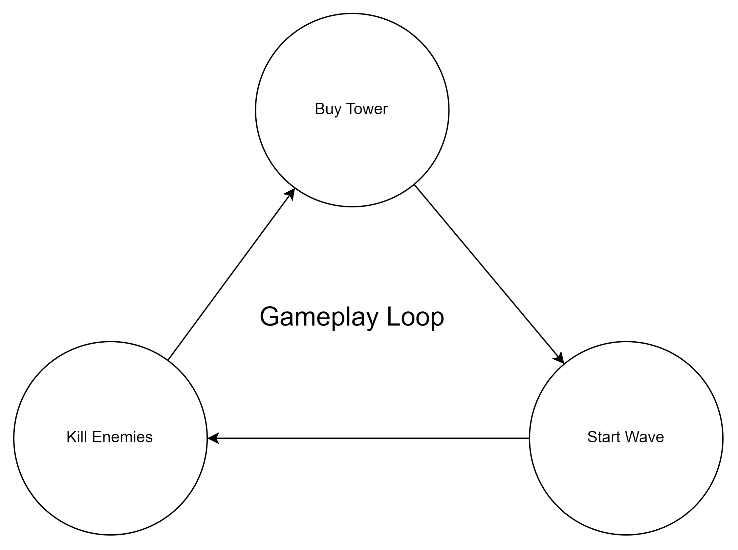 Buy Tower
Gameplay Loop
Kill Enemies
Start Wave